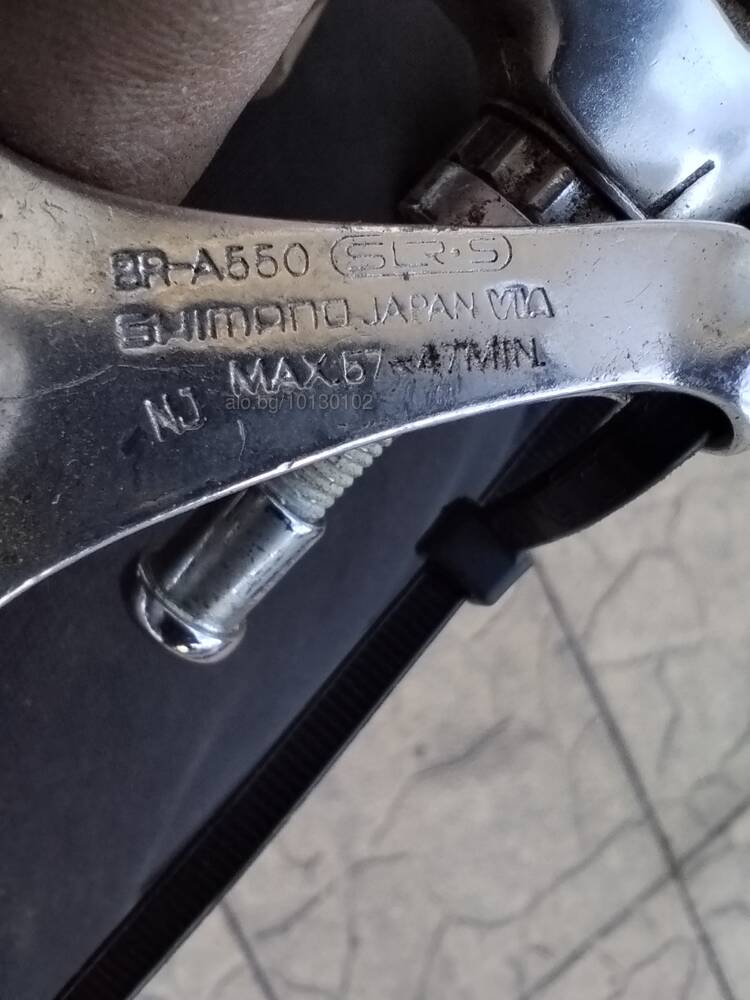 BR-A550 SLR·S
SHIMANO JAPAN VIA
MAX.57-47MIN.
NJ
alo.bg/10130102